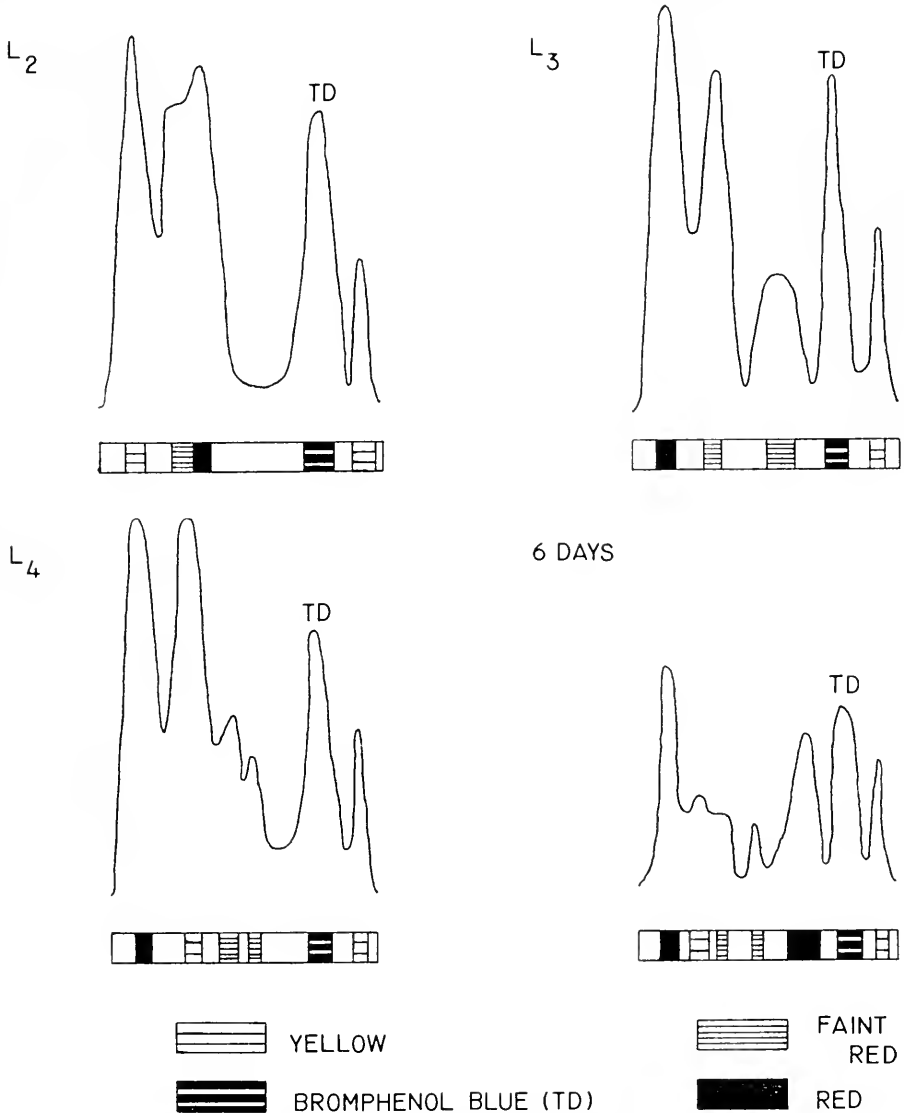 L2
L3
TD
TD
L4
6 DAYS
TD
TD
YELLOW
FAINT
RED
BROMPHENOL BLUE (TD)
RED